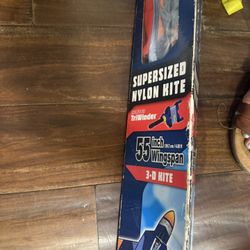 SUPERSIZED
NYLON KITE
TriWinder
55 inch
Wingspan
3-D KITE